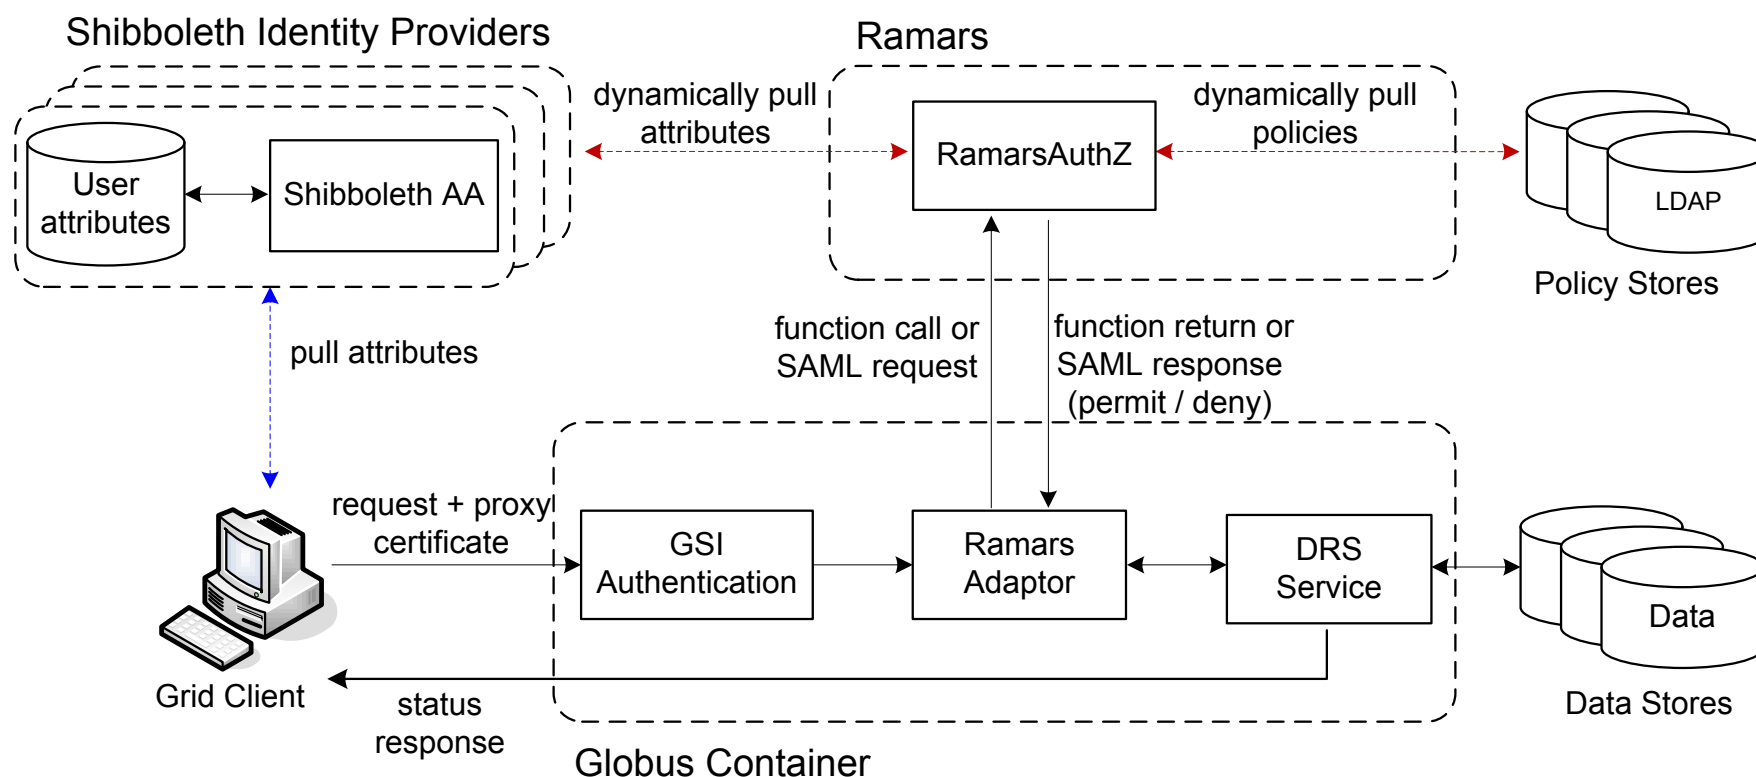 Shibboleth Identity Providers
Ramars
dynamically pull
attributes
RamarsAuthZ
dynamically pull
policies
User
attributes
Shibboleth AA
LDAP
Policy Stores
pull attributes
function call or
SAML request
function return or
SAML response
(permit / deny)
request + proxy
certificate
GSI
Authentication
Ramars
Adaptor
DRS
Service
Data
Grid Client
status
response
Data Stores
Globus Container